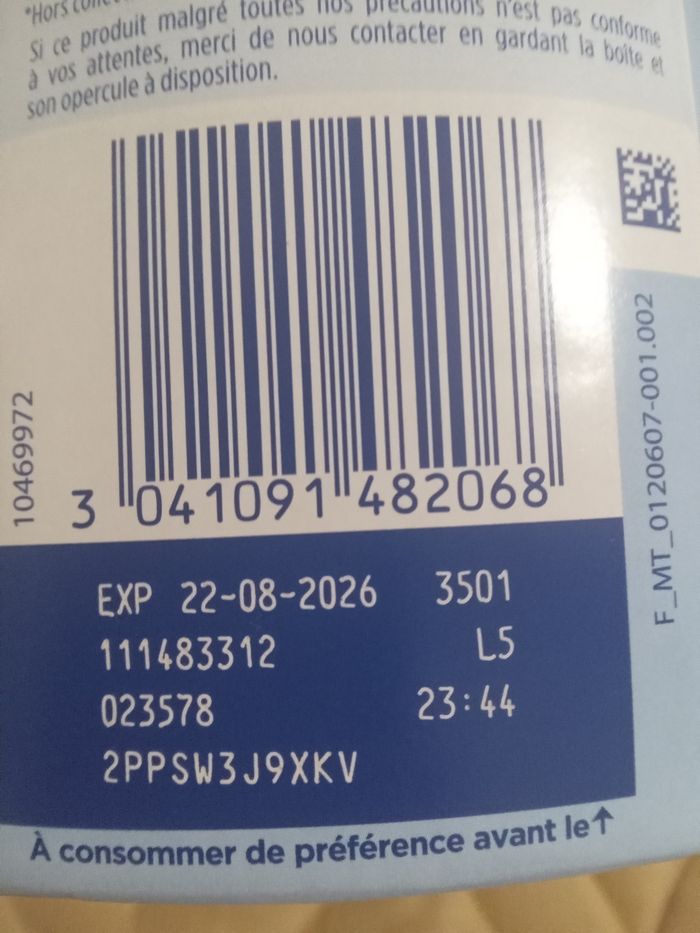 Si ce produit malgré toutes nos précautions n'est pas conforme
à vos attentes, merci de nous contacter en gardant la boîte et
son opercule à disposition.
10469972
3 041091 482068
F_MT_0120607-001.002
EXP 22-08-2026 3501
111483312 L5
023578 23:44
2PPSW3J9XKV
À consommer de préférence avant le↑